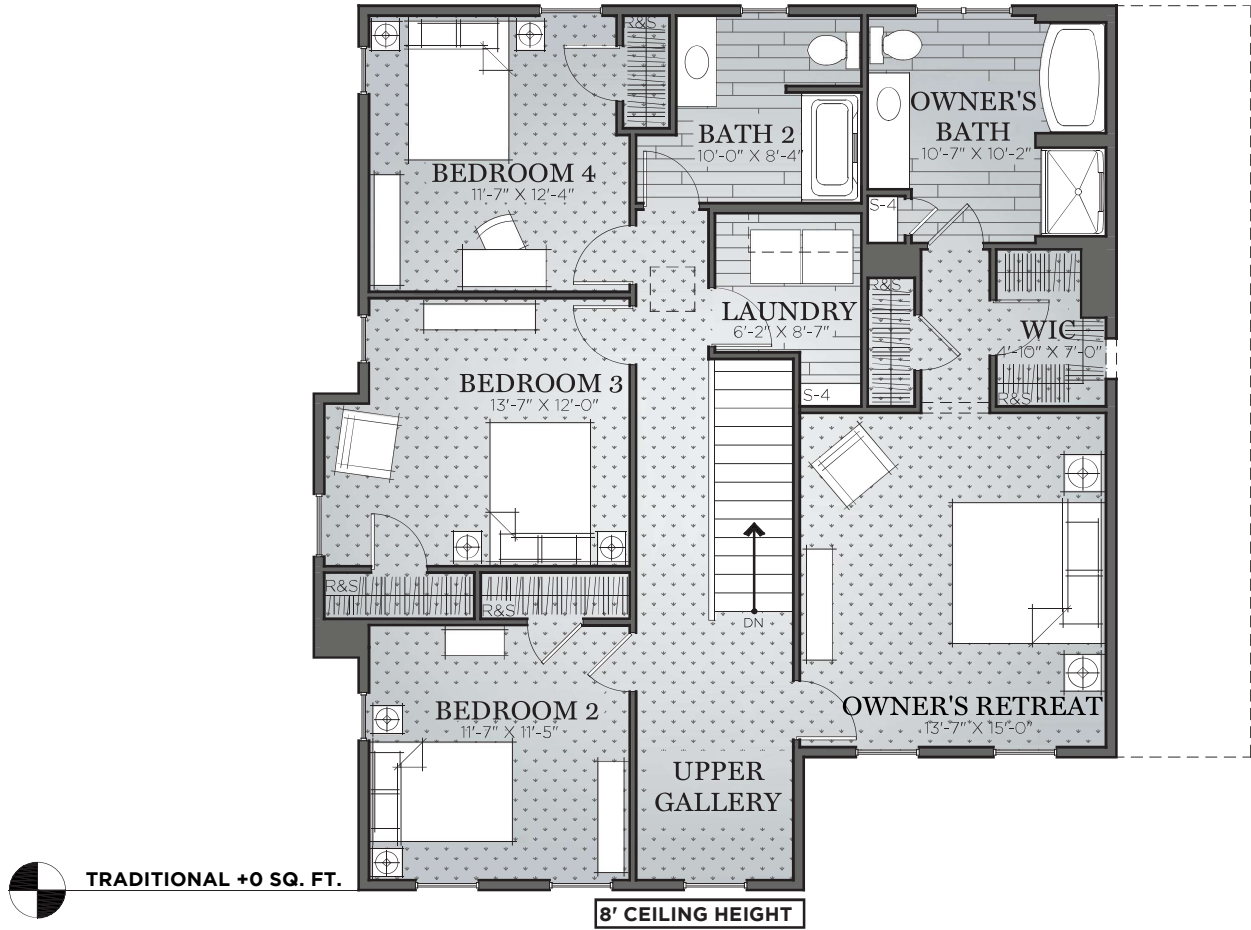 R&S
BEDROOM 4
11'-7" X 12'-4"
BATH 2
10'-0" X 8'-4"
OWNER'S
BATH
10'-7" X 10'-2"
S-4
LAUNDRY
6'-2" X 8'-7"
S-4
R&S
WIC
4'-10" X 7'-0"
R&S
BEDROOM 3
13'-7" X 12'-0"
R&S
R&S
DN
BEDROOM 2
11'-7" X 11'-5"
OWNER'S RETREAT
13'-7" X 15'-0"
UPPER
GALLERY
TRADITIONAL +0 SQ. FT.
8' CEILING HEIGHT